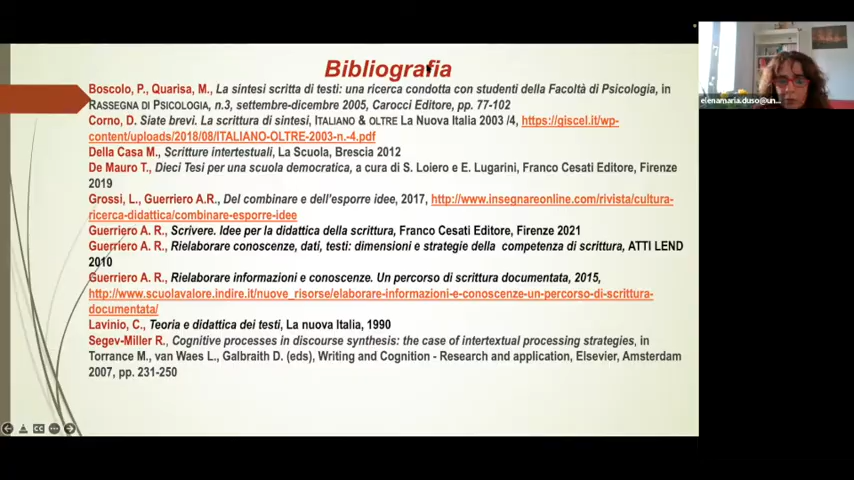 Bibliografia
Boscolo, P., Quarisa, M., La sintesi scritta di testi: una ricerca condotta con studenti della Facoltà di Psicologia, in
RASSEGNA DI PSICOLOGIA, n.3, settembre-dicembre 2005, Carocci Editore, pp. 77-102
Corno, D. Siate brevi. La scrittura di sintesi, ITALIANO & OLTRE La Nuova Italia 2003 /4, https://giscel.it/wp-
content/uploads/2018/08/ITALIANO-OLTRE-2003-n.-4.pdf
Della Casa M., Scritture intertestuali, La Scuola, Brescia 2012
De Mauro T., Dieci Tesi per una scuola democratica, a cura di S. Loiero e E. Lugarini, Franco Cesati Editore, Firenze
2019
Grossi, L., Guerriero A.R., Del combinare e dell'esporre idee, 2017, http://www.insegnareonline.com/rivista/cultura-
ricerca-didattica/combinare-esporre-idee
Guerriero A. R., Scrivere. Idee per la didattica della scrittura, Franco Cesati Editore, Firenze 2021
Guerriero A. R., Rielaborare conoscenze, dati, testi: dimensioni e strategie della competenza di scrittura, ATTI LEND
2010
Guerriero A. R., Rielaborare informazioni e conoscenze. Un percorso di scrittura documentata, 2015,
http://www.scuolavalore.indire.it/nuove_risorse/elaborare-informazioni-e-conoscenze-un-percorso-di-scrittura-
documentata/
Lavinio, C., Teoria e didattica dei testi, La nuova Italia, 1990
Segev-Miller R., Cognitive processes in discourse synthesis: the case of intertextual processing strategies, in
Torrance M., van Waes L., Galbraith D. (eds), Writing and Cognition - Research and application, Elsevier, Amsterdam
2007, pp. 231-250
elenamaria.duso@un...